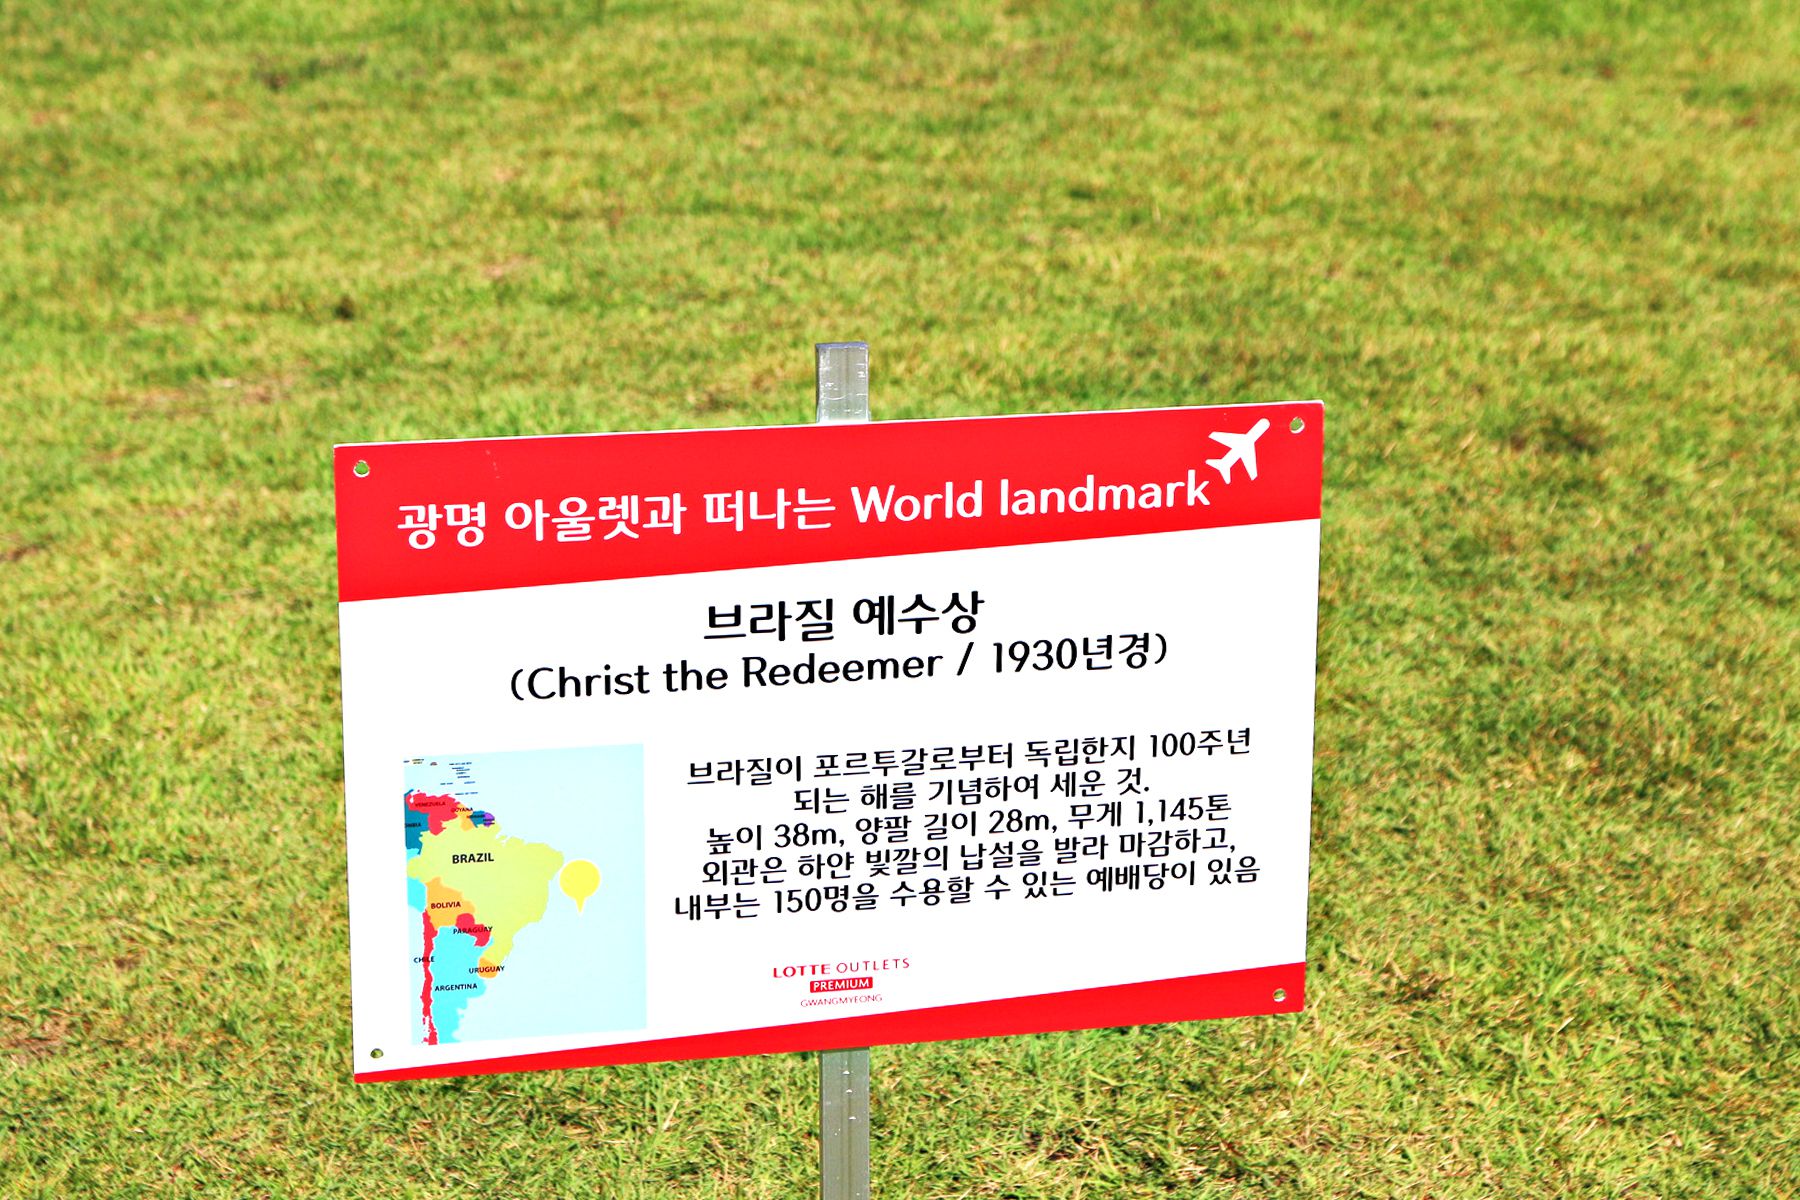 광명 아울렛과 떠나는 World landmark
브라질 예수상
(Christ the Redeemer / 1930년경)
브라질이 포르투갈로부터 독립한지 100주년
되는 해를 기념하여 세운 것.
높이 38m, 양팔 길이 28m, 무게 1,145톤
외관은 하얀 빛깔의 납설을 발라 마감하고,
내부는 150명을 수용할 수 있는 예배당이 있음
VENEZUELA
GUYANA
BRAZIL
BOLIVIA
PARAGUAY
CHILE
URUGUAY
ARGENTINA
LOTTE OUTLETS
PREMIUM
GWANGMYEONG